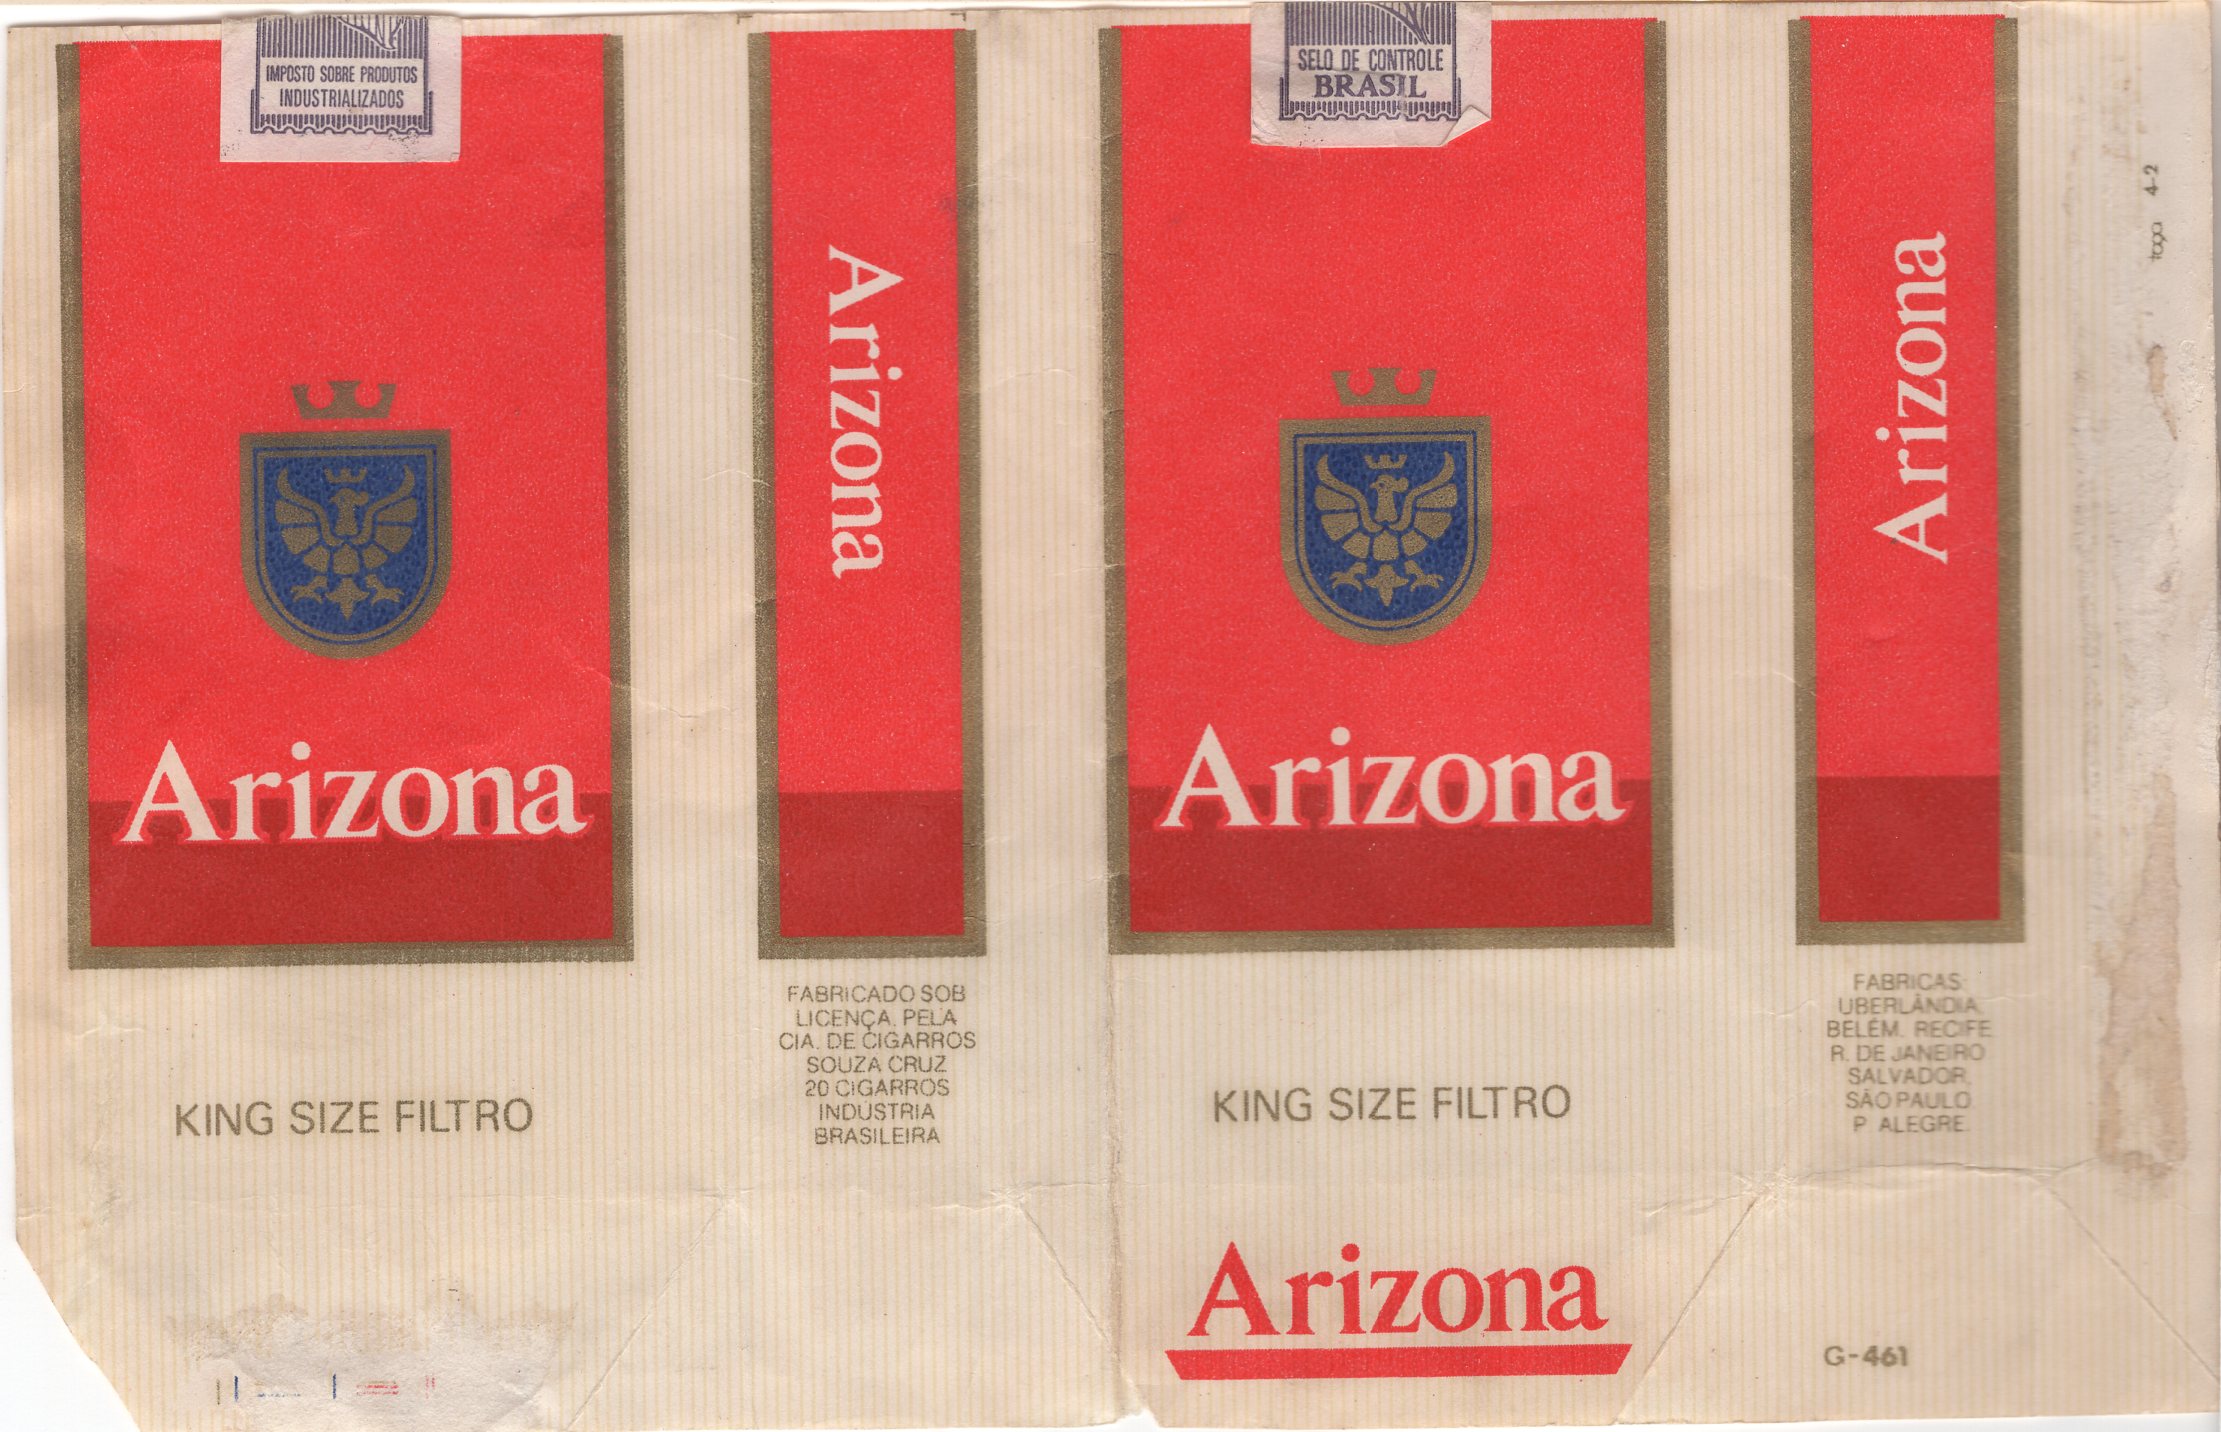 IMPOSTO SOBRE PRODUTOS
INDUSTRIALIZADOS
Arizona
KING SIZE FILTRO
Arizona
FABRICADO SOB
LICENÇA. PELA
CIA. DE CIGARROS
SOUZA CRUZ
20 CIGARROS
INDÚSTRIA
BRASILEIRA
SELO DE CONTROLE
BRASIL
Arizona
KING SIZE FILTRO
Arizona
Arizona
FABRICAS:
UBERLÂNDIA,
BELÉM. RECIFE
R. DE JANEIRO
SALVADOR,
SÃO PAULO
P. ALEGRE.
G-461
toga 4-2